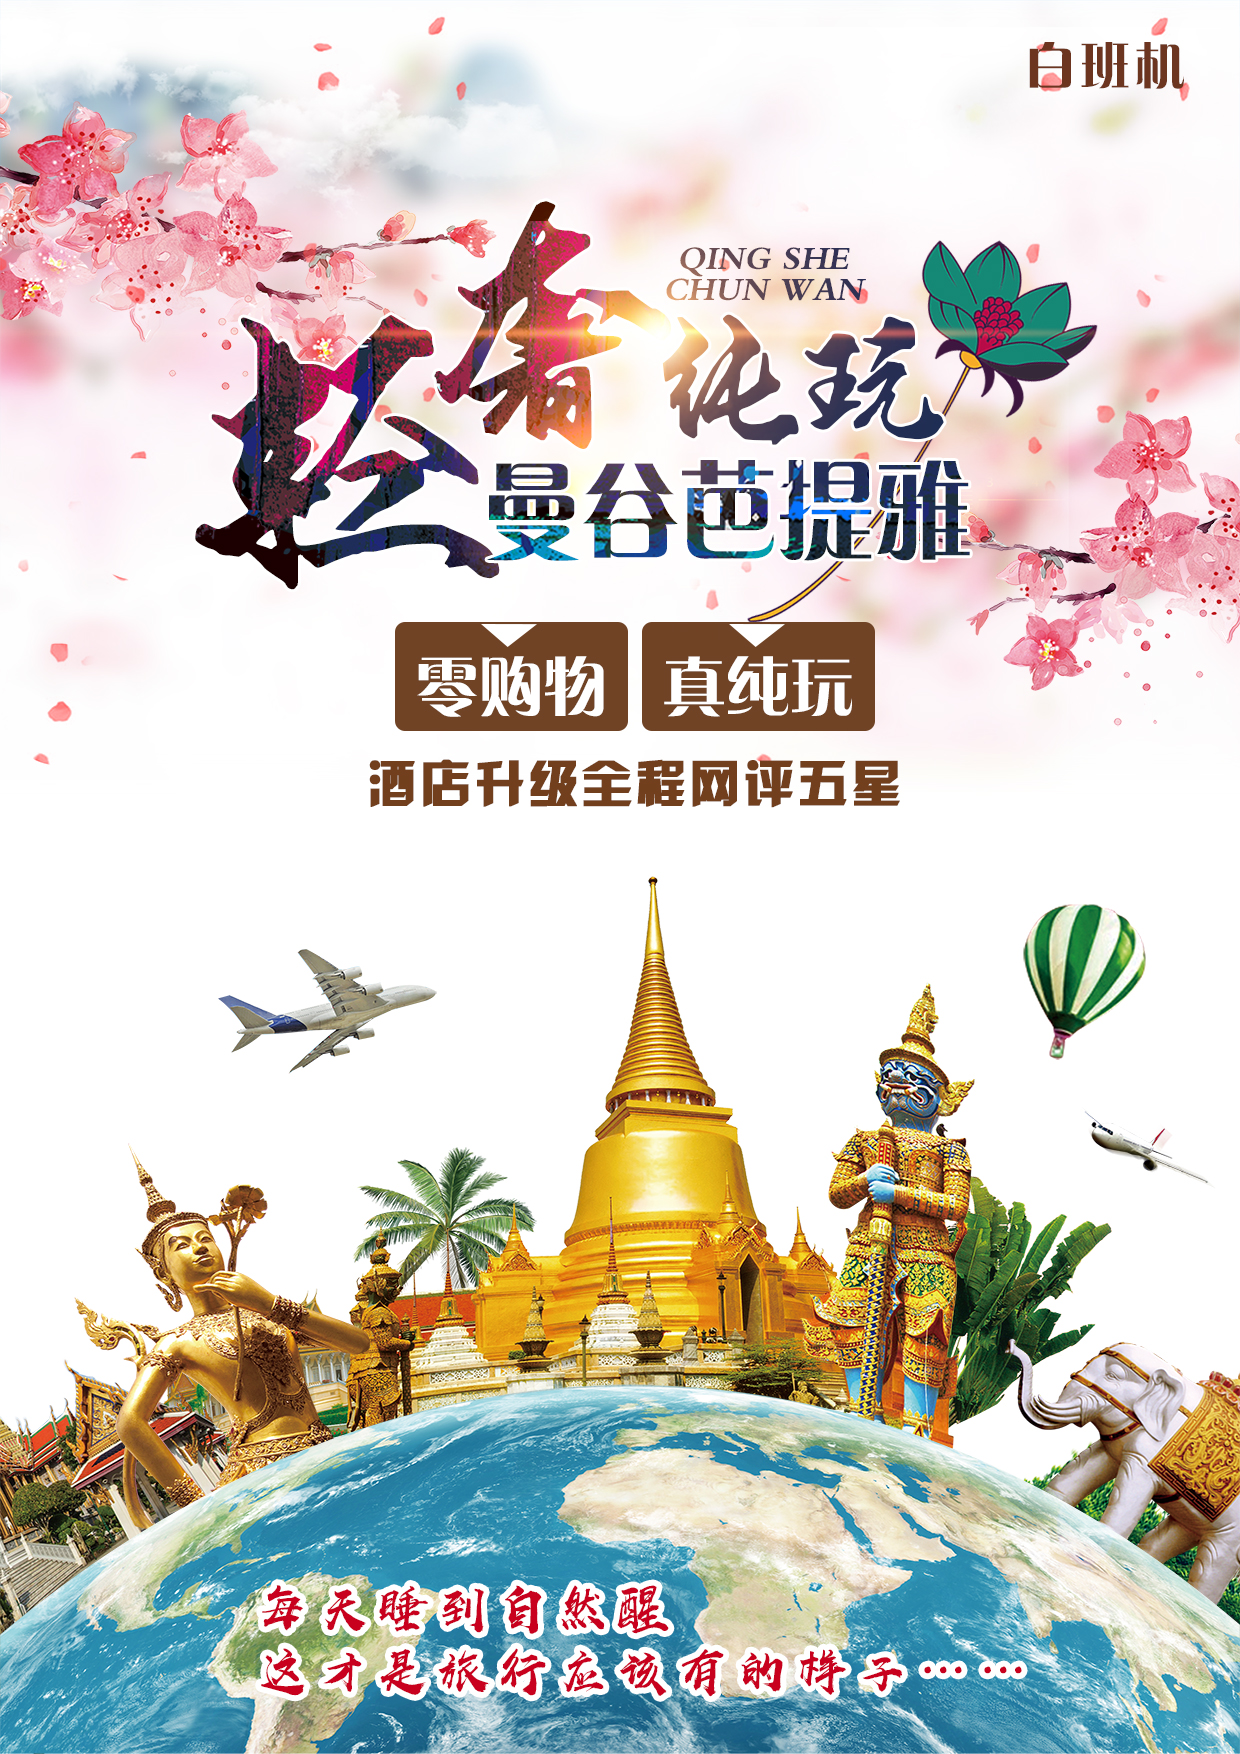 白班机
QING SHE
CHUN WAN
轻奢纯玩
曼谷芭提雅
零购物 真纯玩
酒店升级全程网评五星
每天睡到自然醒
这才是旅行应该有的样子……